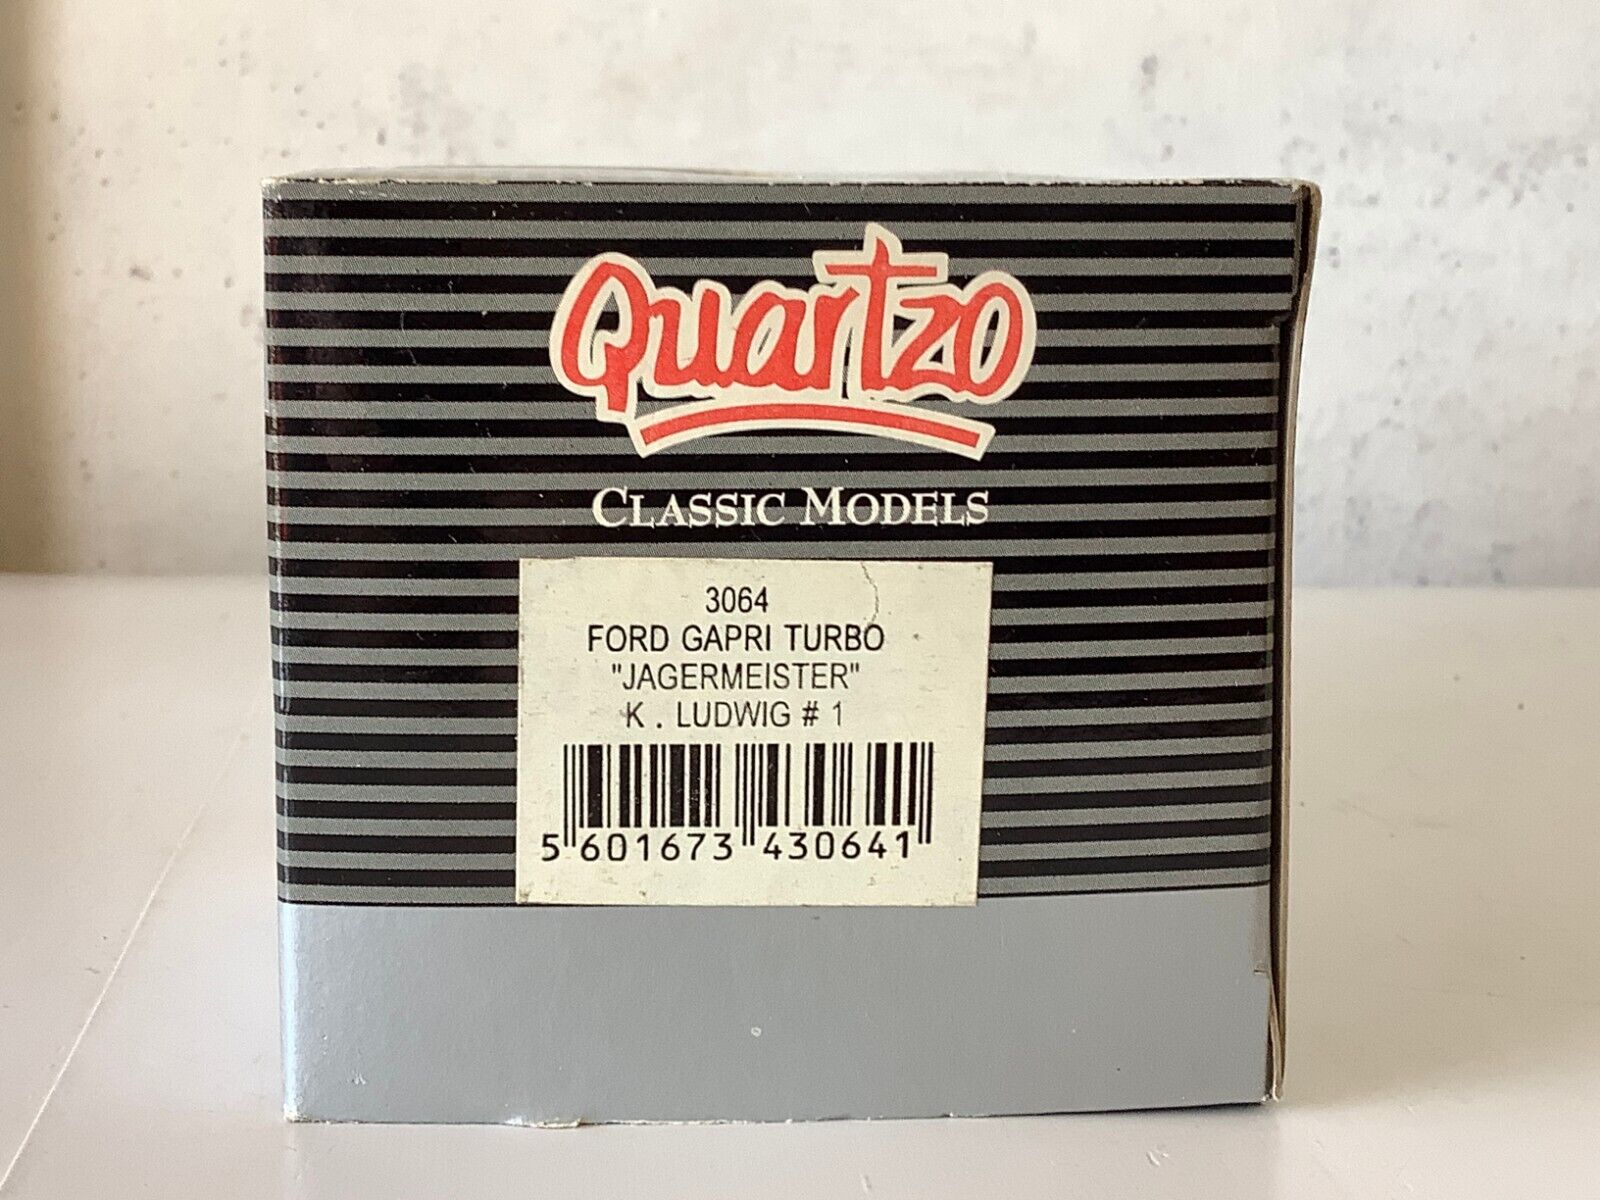 Quartzo
CLASSIC MODELS
3064
FORD GAPRI TURBO
"JAGERMEISTER"
K . LUDWIG # 1
5 601673 430641